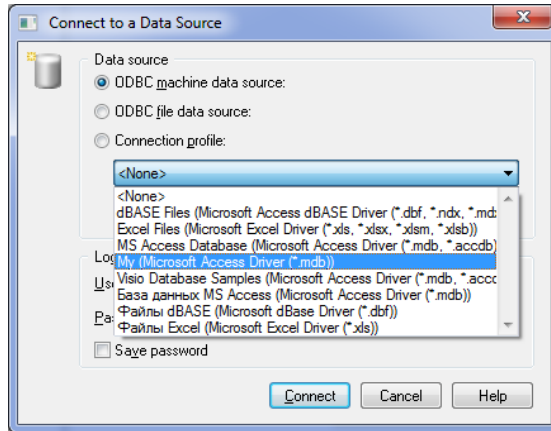 Connect to a Data Source
Data source
ODBC machine data source:
ODBC file data source:
Connection profile:
<None>
<None>
dBASE Files (Microsoft Access dBASE Driver (*.dbf, *.ndx, *.mdx
Excel Files (Microsoft Excel Driver (*.xls, *.xlsx, *.xlsm, *.xlsb))
MS Access Database (Microsoft Access Driver (*.mdb, *.accdb)
My (Microsoft Access Driver (*.mdb))
Visio Database Samples (Microsoft Access Driver (*.mdb, *.accd
База данных MS Access (Microsoft Access Driver (*.mdb))
Файлы dBASE (Microsoft dBase Driver (*.dbf))
Файлы Excel (Microsoft Excel Driver (*.xls))
Save password
Connect
Cancel
Help